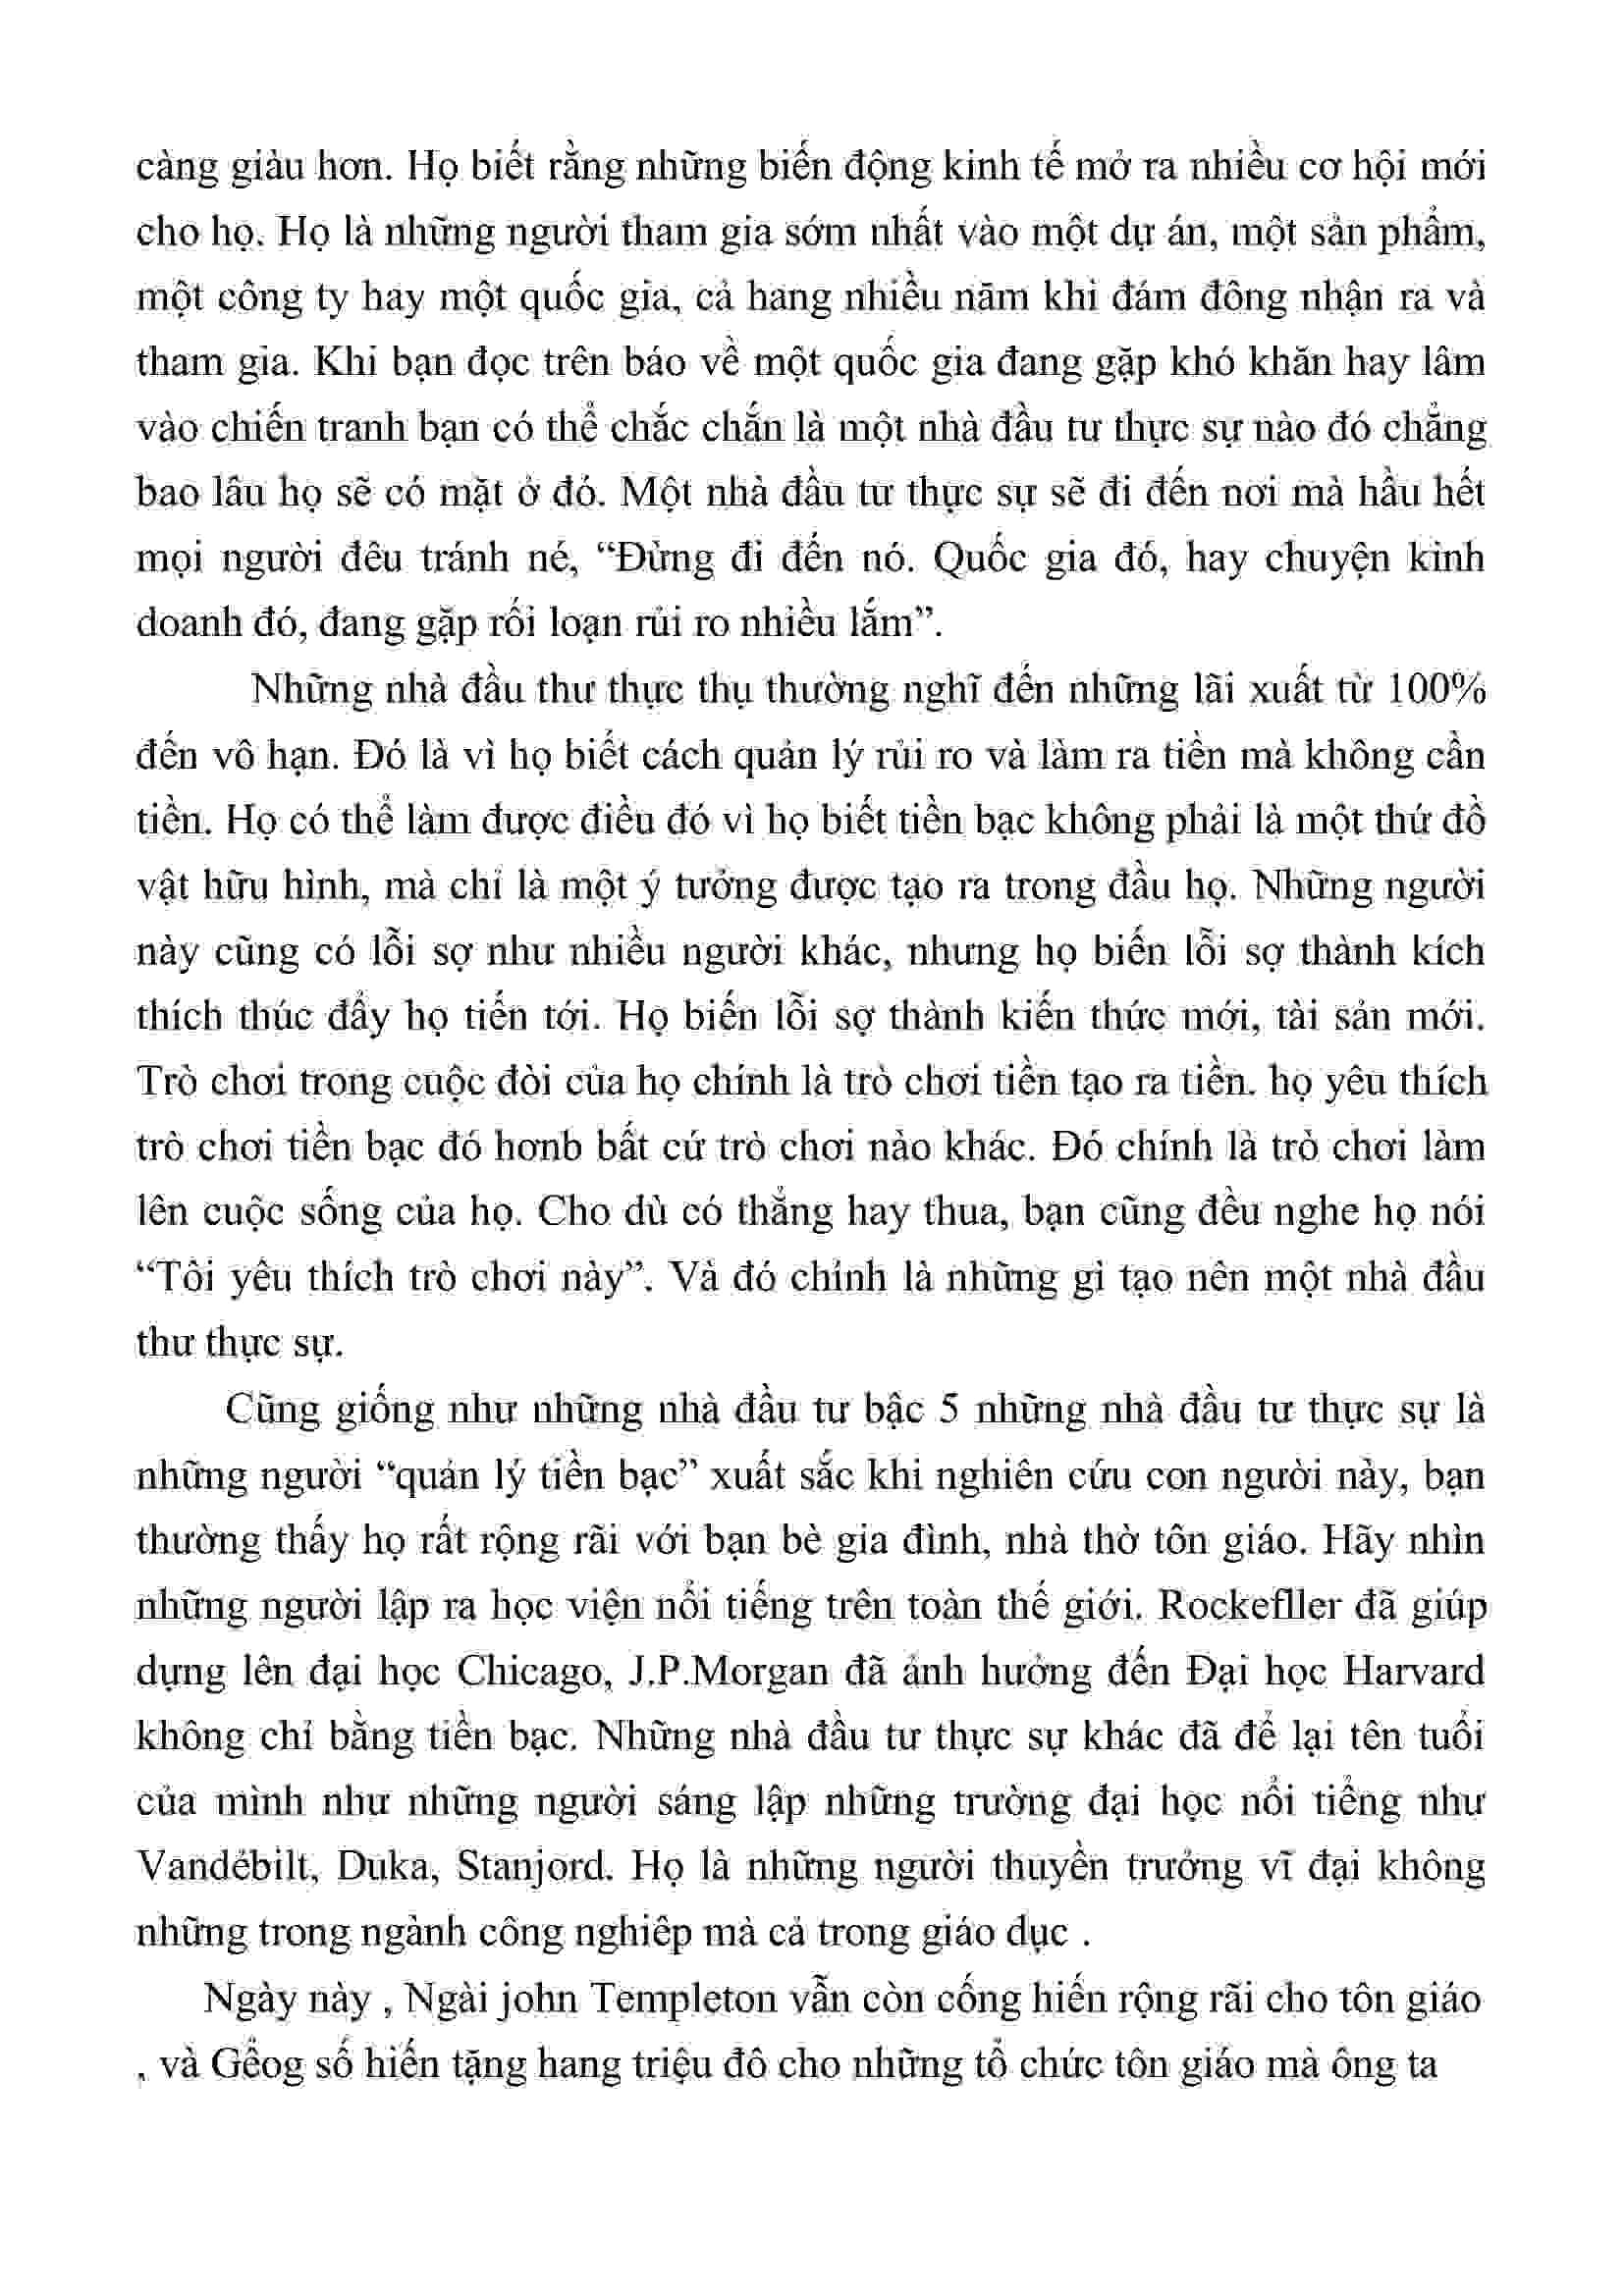 càng giàu hơn. Họ biết rằng những biến động kinh tế mở ra nhiều cơ hội mới
cho họ. Họ là những người tham gia sớm nhất vào một dự án, một sản phẩm,
một công ty hay một quốc gia, cả hang nhiều năm khi đám đông nhận ra và
tham gia. Khi bạn đọc trên báo về một quốc gia đang gặp khó khăn hay lâm
vào chiến tranh bạn có thể chắc chắn là một nhà đầu tư thực sự nào đó chẳng
bao lâu họ sẽ có mặt ở đó. Một nhà đầu tư thực sự sẽ đi đến nơi mà hầu hết
mọi người đêu tránh né, “Đừng đi đến nó. Quốc gia đó, hay chuyện kinh
doanh đó, đang gặp rối loạn rủi ro nhiều lắm”.
Những nhà đầu thư thực thụ thường nghĩ đến những lãi xuất từ 100%
đến vô hạn. Đó là vì họ biết cách quản lý rủi ro và làm ra tiền mà không cần
tiền. Họ có thể làm được điều đó vì họ biết tiền bạc không phải là một thứ đồ
vật hữu hình, mà chỉ là một ý tưởng được tạo ra trong đầu họ. Những người
này cũng có lỗi sợ như nhiều người khác, nhưng họ biến lỗi sợ thành kích
thích thúc đẩy họ tiến tới. Họ biến lỗi sợ thành kiến thức mới, tài sản mới.
Trò chơi trong cuộc đòi của họ chính là trò chơi tiền tạo ra tiền. họ yêu thích
trò chơi tiền bạc đó hơnb bất cứ trò chơi nào khác. Đó chính là trò chơi làm
lên cuộc sống của họ. Cho dù có thẳng hay thua, bạn cũng đều nghe họ nói
“Tôi yêu thích trò chơi này”. Và đó chính là những gì tạo nên một nhà đầu
thư thực sự.
Cũng giống như những nhà đầu tư bậc 5 những nhà đầu tư thực sự là
những người “quản lý tiền bạc” xuất sắc khi nghiên cứu con người này, bạn
thường thấy họ rất rộng rãi với bạn bè gia đình, nhà thờ tôn giáo. Hãy nhìn
những người lập ra học viện nổi tiếng trên toàn thế giới. Rockefller đã giúp
dựng lên đại học Chicago, J.P.Morgan đã ảnh hưởng đến Đại học Harvard
không chỉ bằng tiền bạc. Những nhà đầu tư thực sự khác đã để lại tên tuổi
của mình như những người sáng lập những trường đại học nổi tiểng như
Vandébilt, Duka, Stanjord. Họ là những người thuyền trưởng vĩ đại không
những trong ngành công nghiêp mà cả trong giáo dục .
Ngày này , Ngài john Templeton vẫn còn cống hiến rộng rãi cho tôn giáo
, và Gểog số hiến tặng hang triệu đô cho những tổ chức tôn giáo mà ông ta